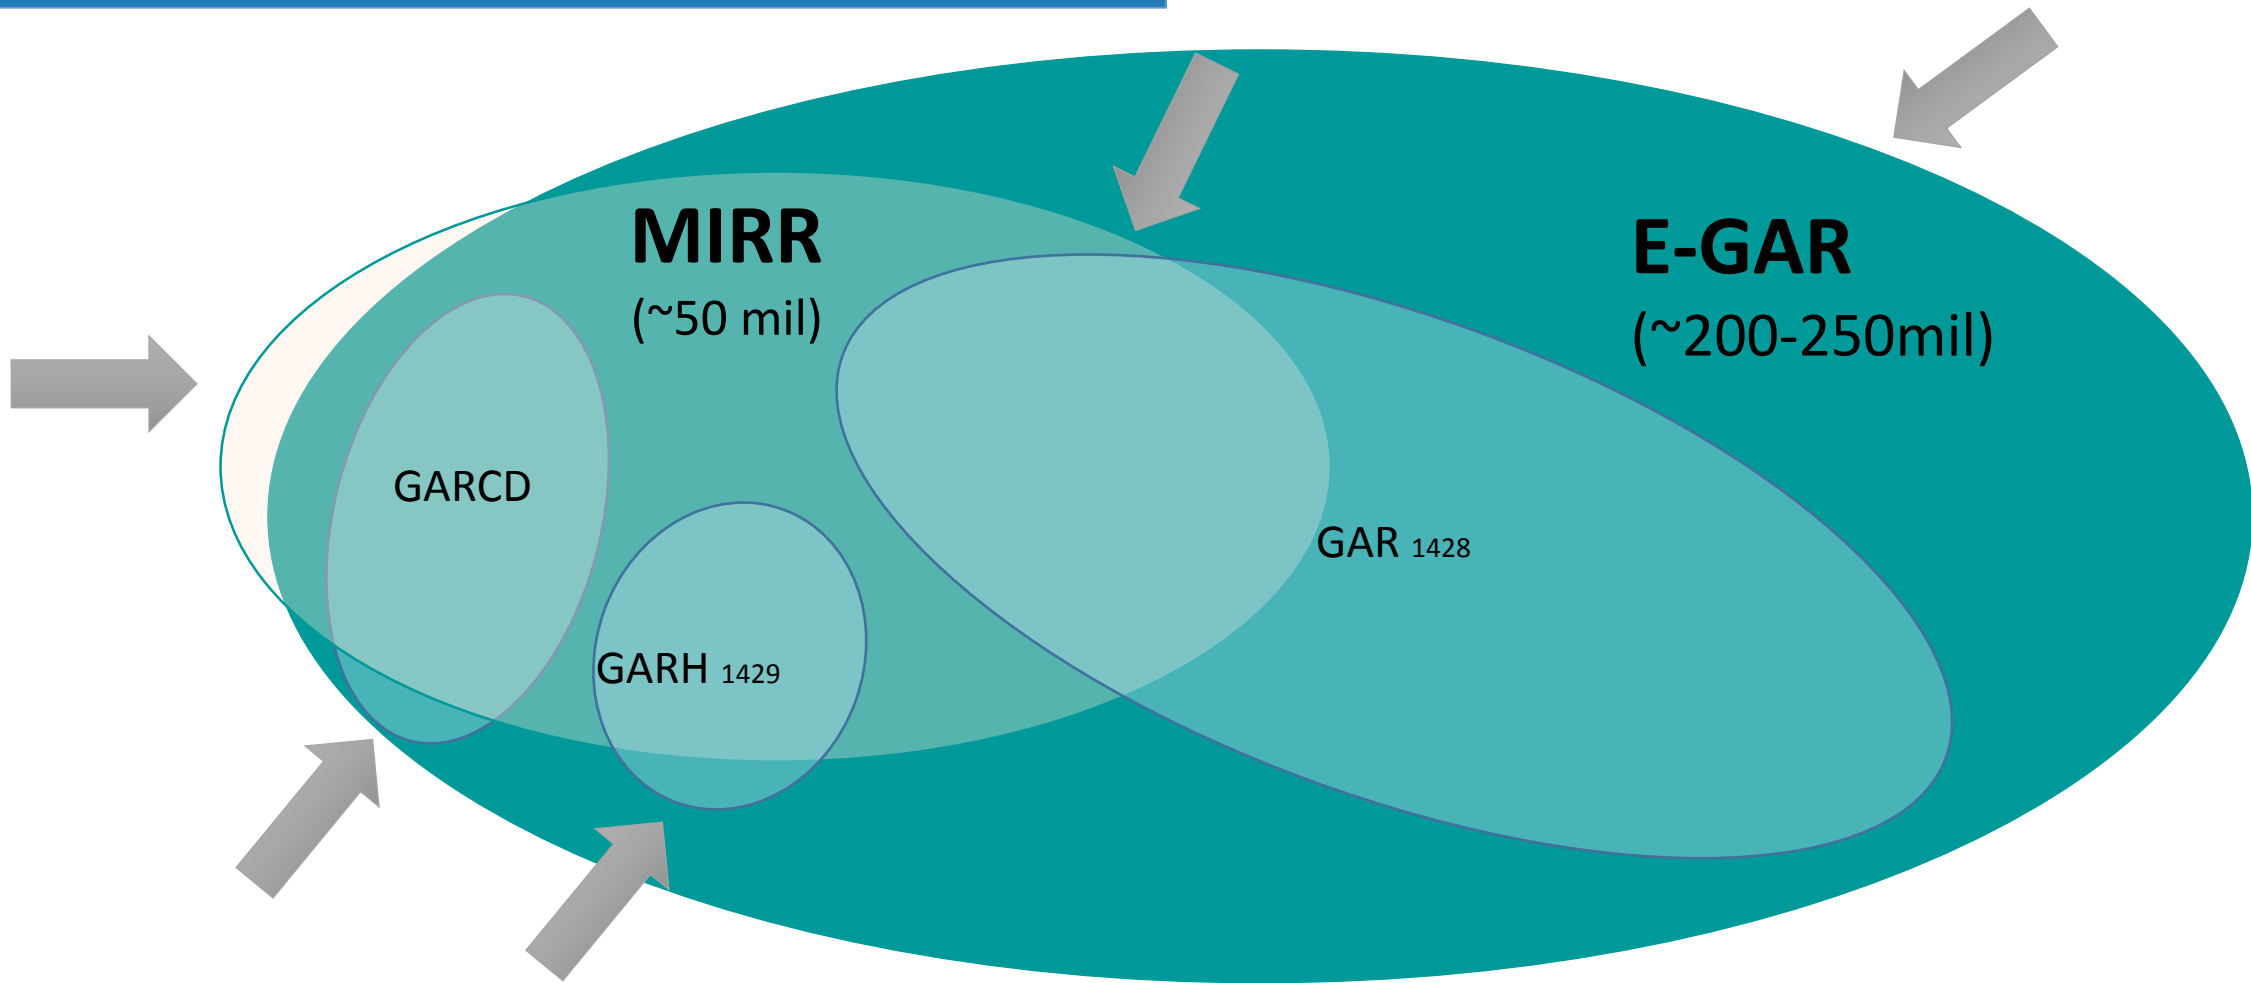 MIRR
(~50 mil)
E-GAR
(~200-250mil)
GARCD
GAR 1428
GARH 1429